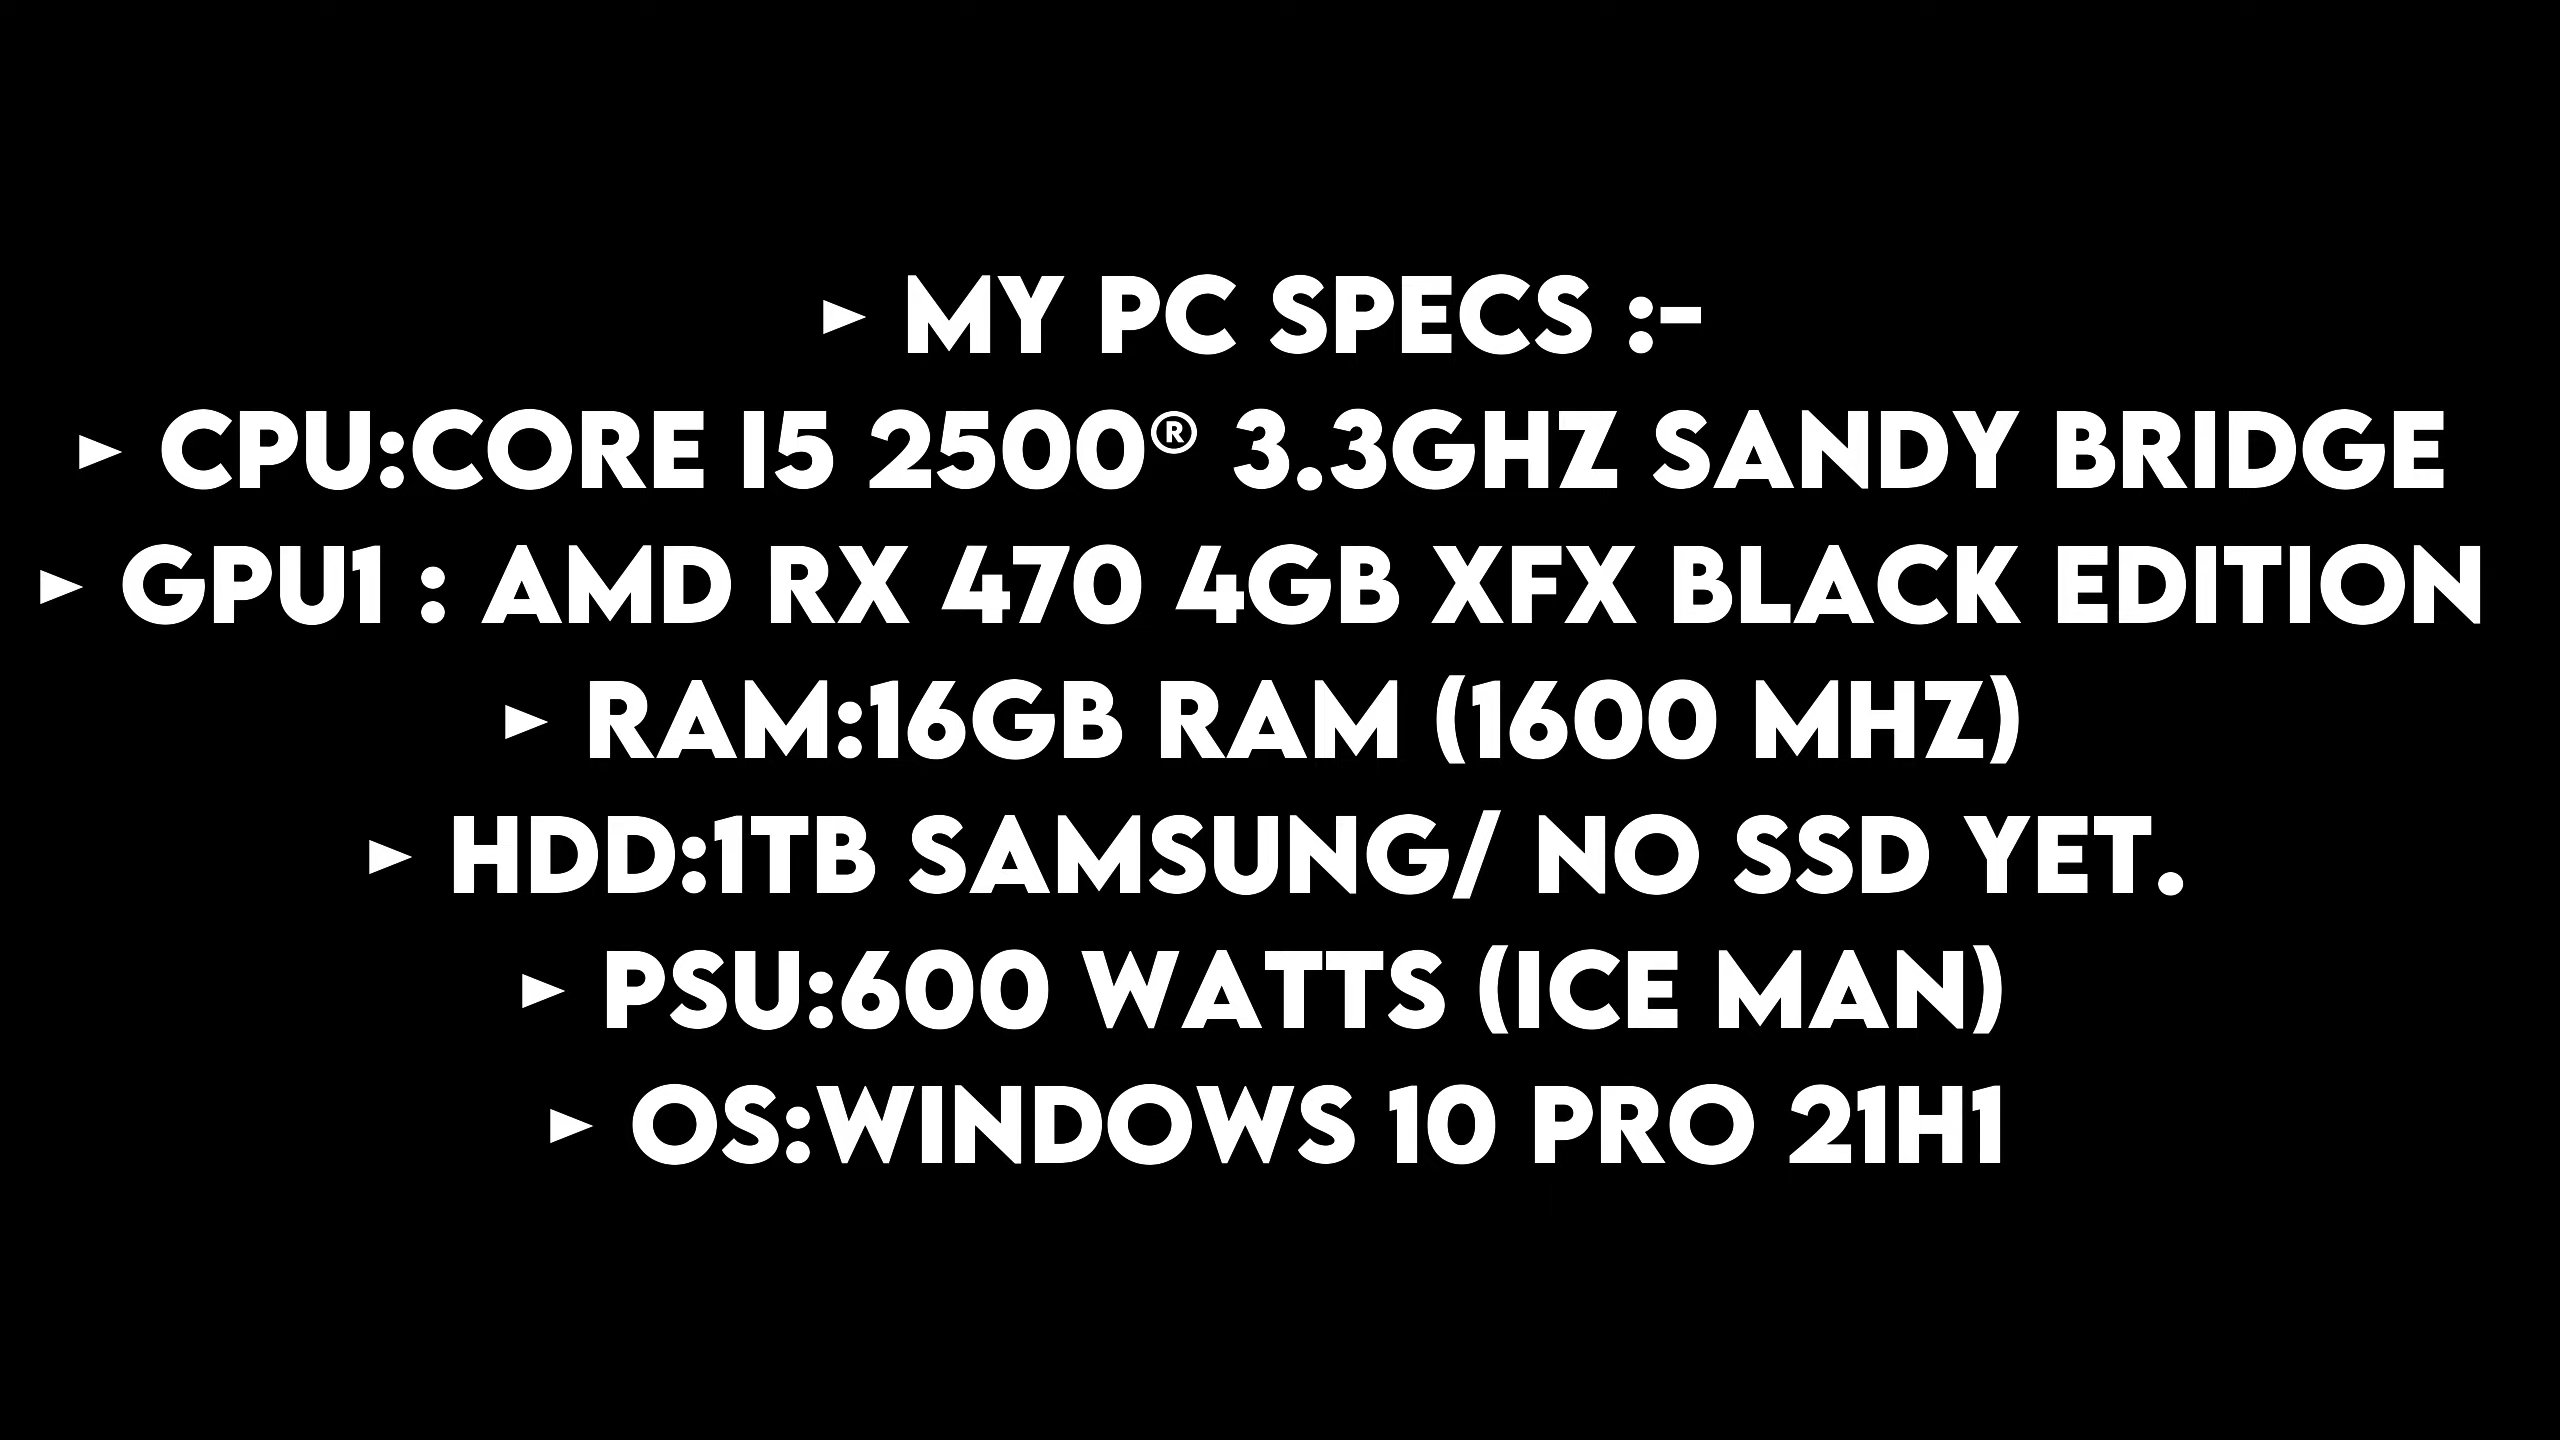 ► MY PC SPECS :-
► CPU:CORE I5 2500® 3.3GHZ SANDY BRIDGE
► GPU1 : AMD RX 470 4GB XFX BLACK EDITION
► RAM:16GB RAM (1600 MHZ)
► HDD:1TB SAMSUNG/ NO SSD YET.
► PSU:600 WATTS (ICE MAN)
► OS:WINDOWS 10 PRO 21H1